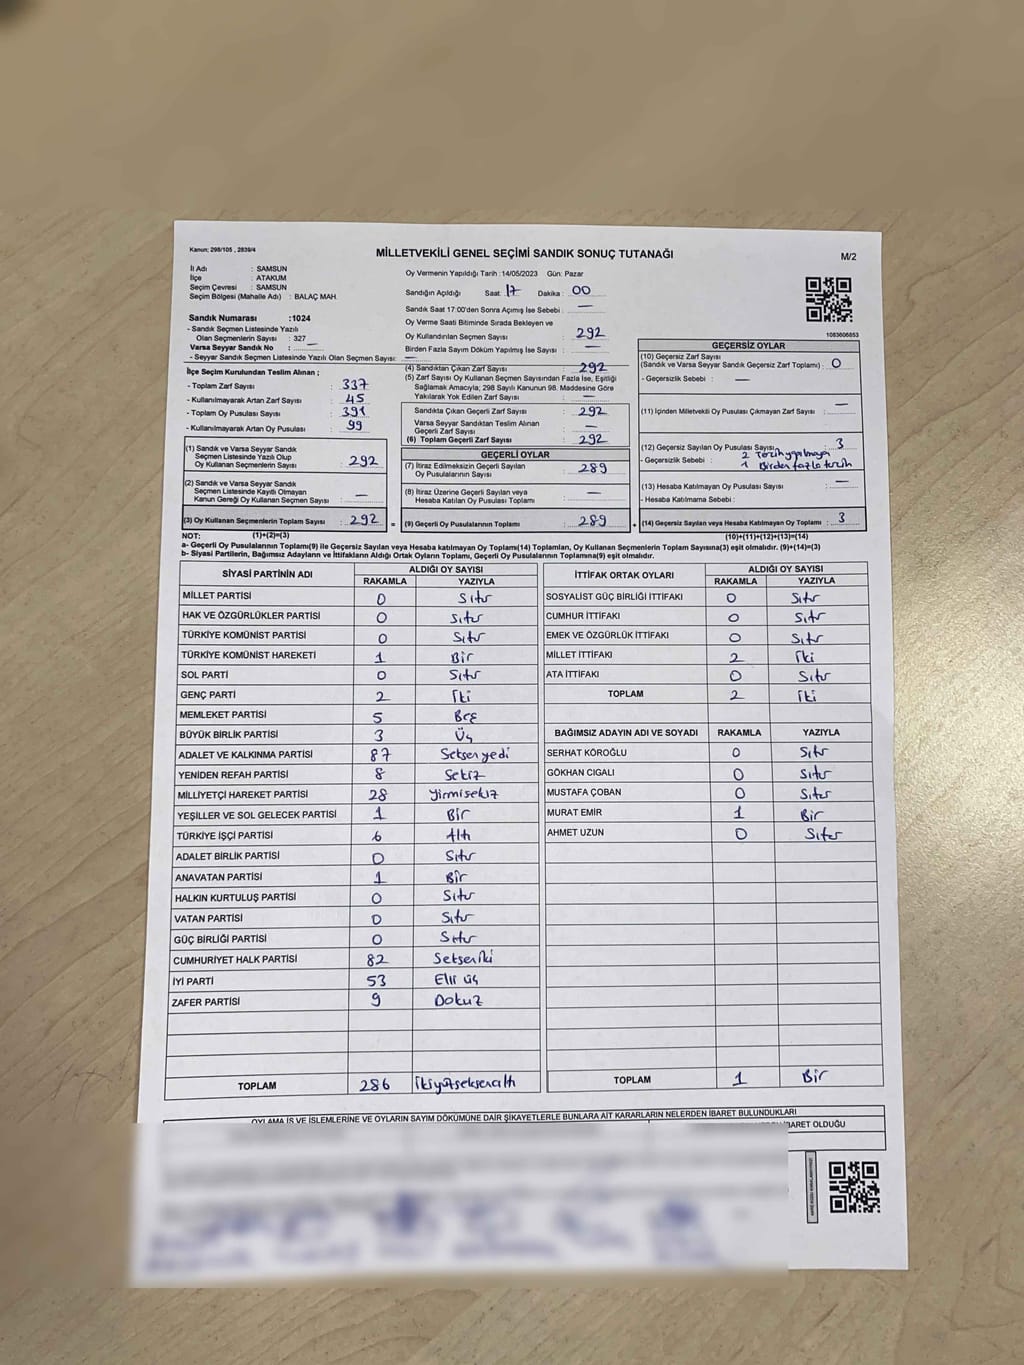 Kanun: 298/105 , 2839/4
MİLLETVEKİLİ GENEL SEÇİMİ SANDIK SONUÇ TUTANAĞI
M/2
İl Adı : SAMSUN
İlçe : ATAKUM
Seçim Çevresi : SAMSUN
Seçim Bölgesi (Mahalle Adı) : BALAÇ MAH.
Sandık Numarası :1024
- Sandık Seçmen Listesinde Yazılı
Olan Seçmenlerin Sayısı : 327
Varsa Seyyar Sandık No : —
- Seyyar Sandık Seçmen Listesinde Yazılı Olan Seçmen Sayısı: —
Oy Vermenin Yapıldığı Tarih : 14/05/2023 Gün: Pazar
Sandığın Açıldığı Saat: 17 Dakika : 00
Sandık Saat 17:00'den Sonra Açımış İse Sebebi : —
Oy Verme Saati Bitiminde Sırada Bekleyen ve
Oy Kullandırılan Seçmen Sayısı : 292
Birden Fazla Sayım Döküm Yapılmış İse Sayısı : —
1083606853
İlçe Seçim Kurulundan Teslim Alınan ;
- Toplam Zarf Sayısı : 337
- Kullanılmayarak Artan Zarf Sayısı : 45
- Toplam Oy Pusulası Sayısı : 391
- Kullanılmayarak Artan Oy Pusulası : 99
(1) Sandık ve Varsa Seyyar Sandık
Seçmen Listesinde Yazılı Olup
Oy Kullanan Seçmenlerin Sayısı : 292
(2) Sandık ve Varsa Seyyar Sandık
Seçmen Listesinde Kayıtlı Olmayan
Kanun Gereği Oy Kullanan Seçmen Sayısı : —
(3) Oy Kullanan Seçmenlerin Toplam Sayısı : 292 =
(4) Sandıktan Çıkan Zarf Sayısı : 292
(5) Zarf Sayısı Oy Kullanan Seçmen Sayısından Fazla İse, Eşitliği
Sağlamak Amacıyla; 298 Sayılı Kanunun 98. Maddesine Göre
Yakılarak Yok Edilen Zarf Sayısı : —
Sandıkta Çıkan Geçerli Zarf Sayısı : 292
Varsa Seyyar Sandıktan Teslim Alınan
Geçerli Zarf Sayısı : —
(6) Toplam Geçerli Zarf Sayısı : 292
GEÇERLİ OYLAR
(7) İtiraz Edilmeksizin Geçerli Sayılan
Oy Pusulalarının Sayısı : 289
(8) İtiraz Üzerine Geçerli Sayılan veya
Hesaba Katılan Oy Pusulası Toplamı : —
(9) Geçerli Oy Pusulalarının Toplamı : 289 +
GEÇERSİZ OYLAR
(10) Geçersiz Zarf Sayısı
(Sandık ve Varsa Seyyar Sandık Geçersiz Zarf Toplamı) : 0
- Geçersizlik Sebebi : —
(11) İçinden Milletvekili Oy Pusulası Çıkmayan Zarf Sayısı : —
(12) Geçersiz Sayılan Oy Pusulası Sayısı : 3
- Geçersizlik Sebebi : 2 Tercih yapılmayan
1 Birden fazla tercih
(13) Hesaba Katılmayan Oy Pusulası Sayısı : —
- Hesaba Katılmama Sebebi :
(14) Geçersiz Sayılan veya Hesaba Katılmayan Oy Toplamı : 3
NOT: (1)+(2)=(3) (10)+(11)+(12)+(13)=(14)
a- Geçerli Oy Pusulalarının Toplamı(9) ile Geçersiz Sayılan veya Hesaba katılmayan Oy Toplamı(14) Toplamları, Oy Kullanan Seçmenlerin Toplam Sayısına(3) eşit olmalıdır. (9)+(14)=(3)
b- Siyasi Partilerin, Bağımsız Adayların ve İttifakların Aldığı Ortak Oyların Toplamı, Geçerli Oy Pusulalarının Toplamına(9) eşit olmalıdır.
SİYASİ PARTİNİN ADI ALDIĞI OY SAYISI
RAKAMLA YAZIYLA
MİLLET PARTİSİ 0 Sıfır
HAK VE ÖZGÜRLÜKLER PARTİSİ 0 Sıfır
TÜRKİYE KOMÜNİST PARTİSİ 0 Sıfır
TÜRKİYE KOMÜNİST HAREKETİ 1 Bir
SOL PARTİ 0 Sıfır
GENÇ PARTİ 2 İki
MEMLEKET PARTİSİ 5 Beş
BÜYÜK BİRLİK PARTİSİ 3 Üç
ADALET VE KALKINMA PARTİSİ 87 Seksen yedi
YENİDEN REFAH PARTİSİ 8 Sekiz
MİLLİYETÇİ HAREKET PARTİSİ 28 Yirmisekiz
YEŞİLLER VE SOL GELECEK PARTİSİ 1 Bir
TÜRKİYE İŞÇİ PARTİSİ 6 Altı
ADALET BİRLİK PARTİSİ 0 Sıfır
ANAVATAN PARTİSİ 1 Bir
HALKIN KURTULUŞ PARTİSİ 0 Sıfır
VATAN PARTİSİ 0 Sıfır
GÜÇ BİRLİĞİ PARTİSİ 0 Sıfır
CUMHURİYET HALK PARTİSİ 82 Seksen iki
İYİ PARTİ 53 Elli üç
ZAFER PARTİSİ 9 Dokuz
TOPLAM 286 İkiyüzseksenaltı
İTTİFAK ORTAK OYLARI ALDIĞI OY SAYISI
RAKAMLA YAZIYLA
SOSYALİST GÜÇ BİRLİĞİ İTTİFAKI 0 Sıfır
CUMHUR İTTİFAKI 0 Sıfır
EMEK VE ÖZGÜRLÜK İTTİFAKI 0 Sıfır
MİLLET İTTİFAKI 2 İki
ATA İTTİFAKI 0 Sıfır
TOPLAM 2 İki
BAĞIMSIZ ADAYIN ADI VE SOYADI RAKAMLA YAZIYLA
SERHAT KÖROĞLU 0 Sıfır
GÖKHAN CIGALI 0 Sıfır
MUSTAFA ÇOBAN 0 Sıfır
MURAT EMİR 1 Bir
AHMET UZUN 0 Sıfır
TOPLAM 1 Bir
OYLAMA İŞ VE İŞLEMLERİNE VE OYLARIN SAYIM DÖKÜMÜNE DAİR ŞİKAYETLERLE BUNLARA AİT KARARLARIN NELERDEN İBARET BULUNDUKLARI
İBARET OLDUĞU